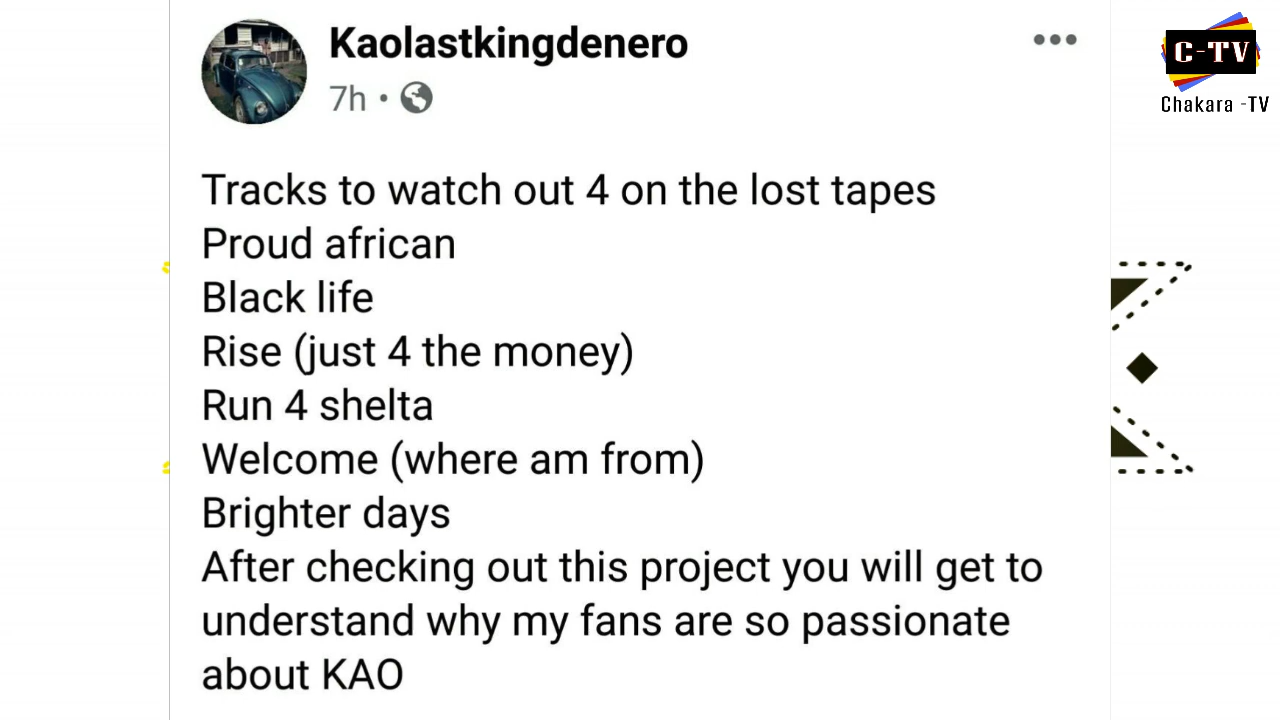 Kaolastkingdenero
7h •
C-TV
Chakara -TV
Tracks to watch out 4 on the lost tapes
Proud african
Black life
Rise (just 4 the money)
Run 4 shelta
Welcome (where am from)
Brighter days
After checking out this project you will get to
understand why my fans are so passionate
about KAO